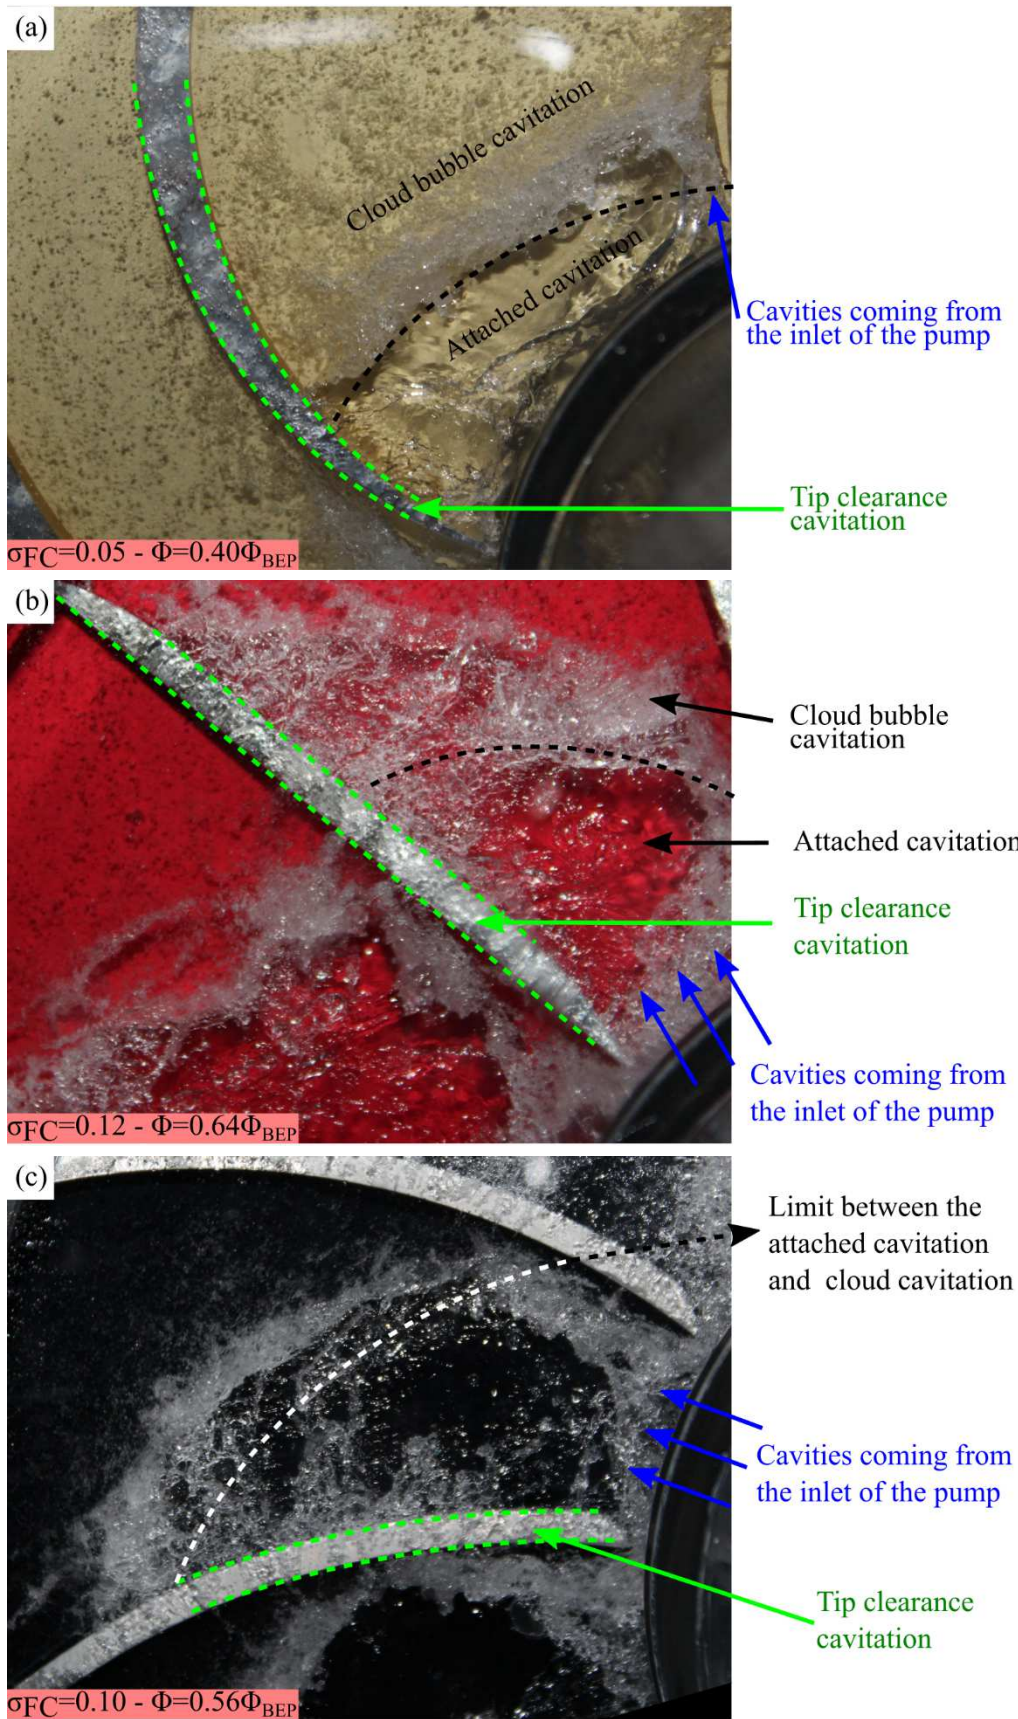 (a)
Cloud bubble cavitation
Attached cavitation
Cavities coming from
the inlet of the pump
Tip clearance
cavitation
σFC=0.05 - Φ=0.40ΦBEP
(b)
Cloud bubble
cavitation
Attached cavitation
Tip clearance
cavitation
Cavities coming from
the inlet of the pump
σFC=0.12 - Φ=0.64ΦBEP
(c)
Limit between the
attached cavitation
and cloud cavitation
Cavities coming from
the inlet of the pump
Tip clearance
cavitation
σFC=0.10 - Φ=0.56ΦBEP